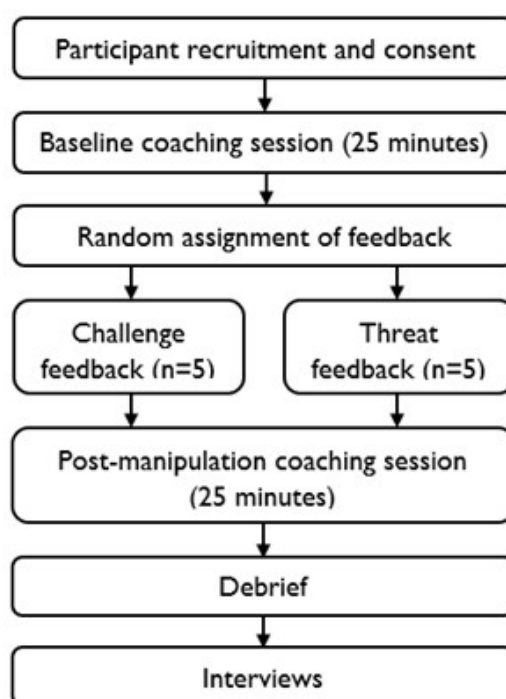 Participant recruitment and consent
Baseline coaching session (25 minutes)
Random assignment of feedback
Challenge
feedback (n=5)
Threat
feedback (n=5)
Post-manipulation coaching session
(25 minutes)
Debrief
Interviews